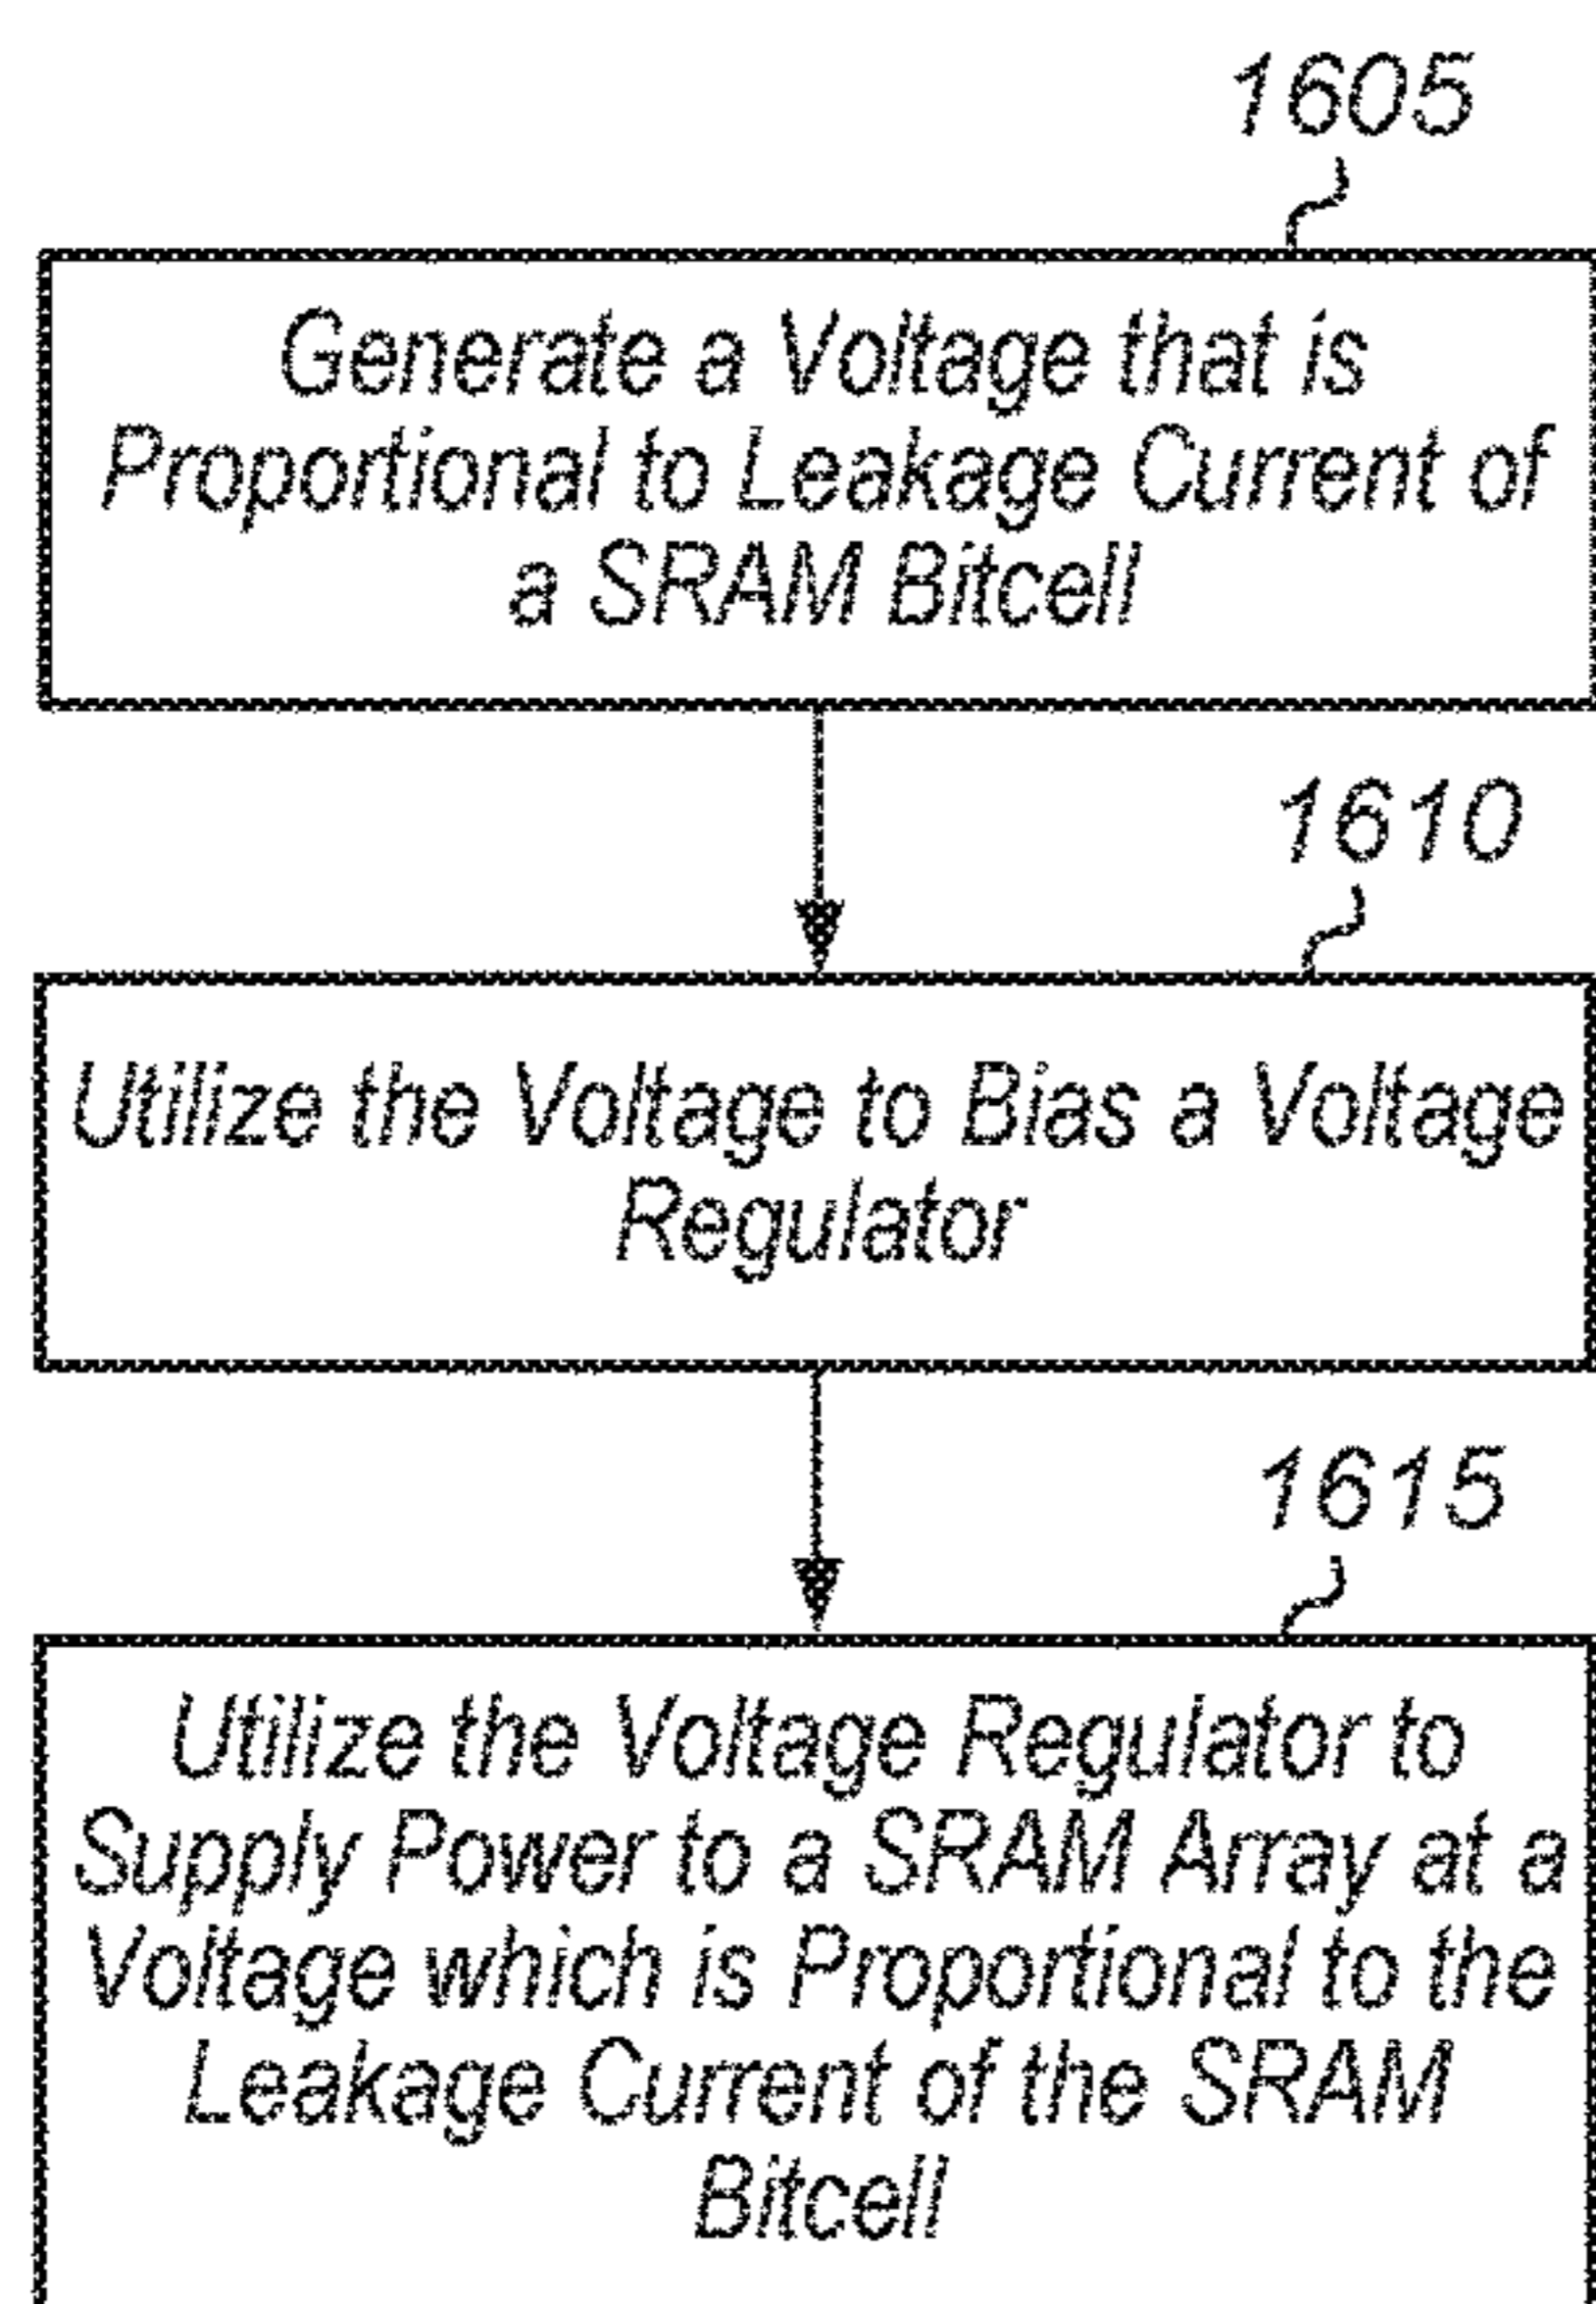 1605
Generate a Voltage that is
Proportional to Leakage Current of
a SRAM Bitcell
1610
Utilize the Voltage to Bias a Voltage
Regulator
1615
Utilize the Voltage Regulator to
Supply Power to a SRAM Array at a
Voltage which is Proportional to the
Leakage Current of the SRAM
Bitcell